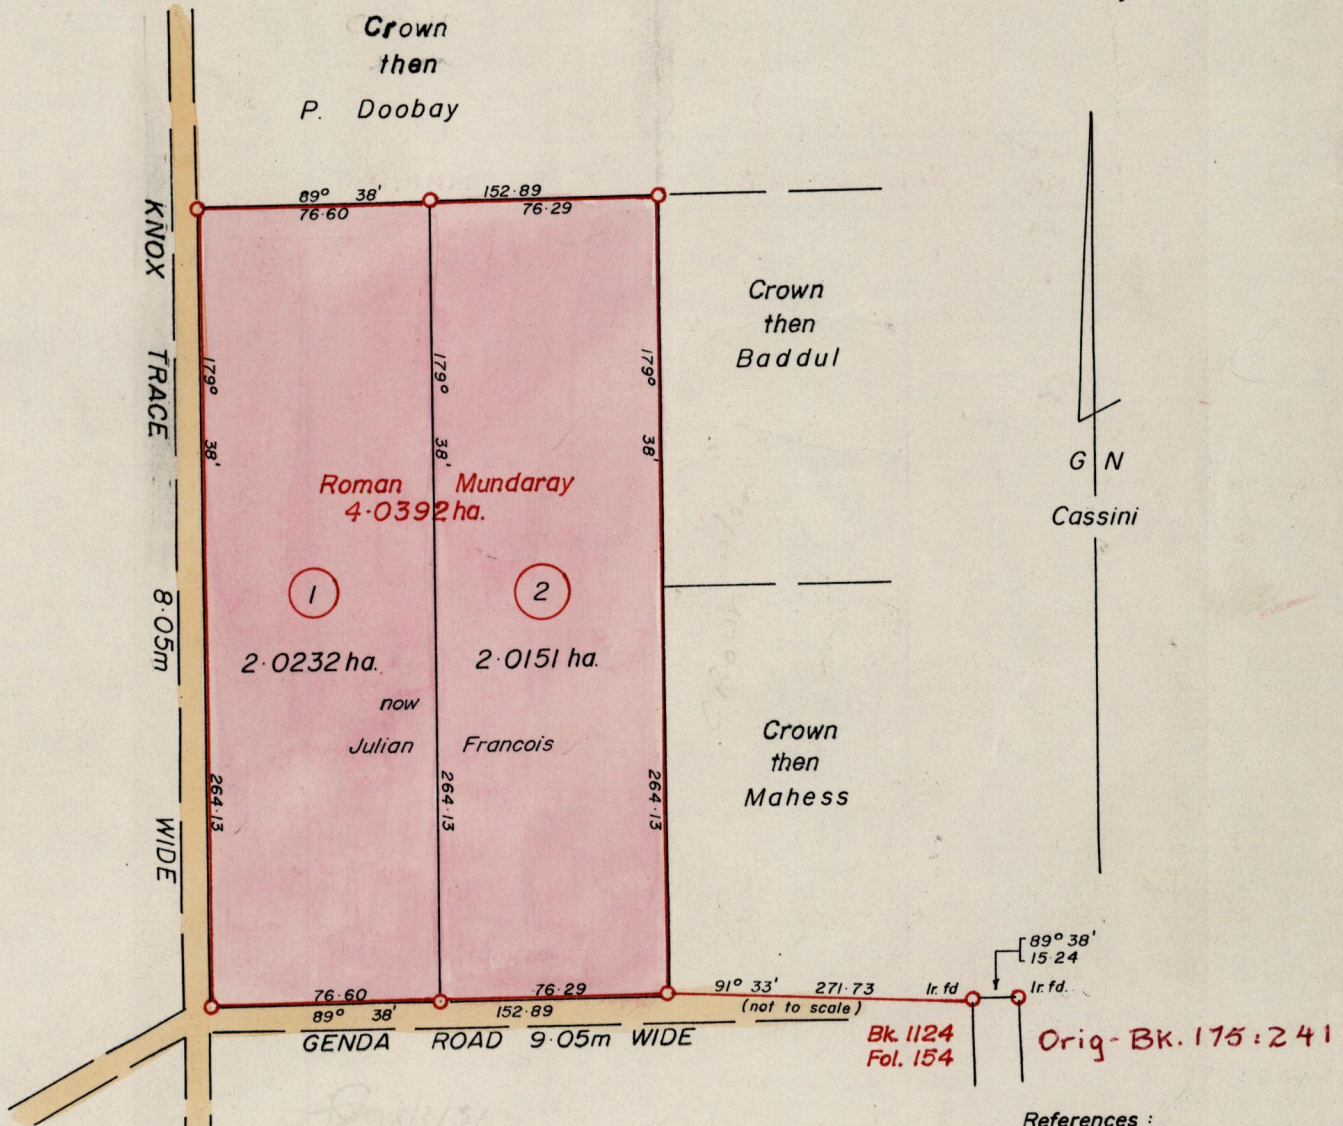 Crown
then
P. Doobay
89° 38' 152·89
76·60 76·29
KNOX TRACE 8·05m WIDE
179° 38' 264·13
179° 38' 264·13
179° 38' 264·13
Crown
then
Baddul
Roman Mundaray
4·0392 ha.
1
2
2·0232 ha.
2·0151 ha.
now
Julian Francois
Crown
then
Mahess
G N
Cassini
89° 38'
15·24
76·60 76·29
89° 38' 152·89
91° 33' 271·73
(not to scale)
Ir. fd
Ir. fd.
GENDA ROAD 9·05m WIDE
Bk. 1124
Fol. 154
Orig - Bk. 175:241
References :